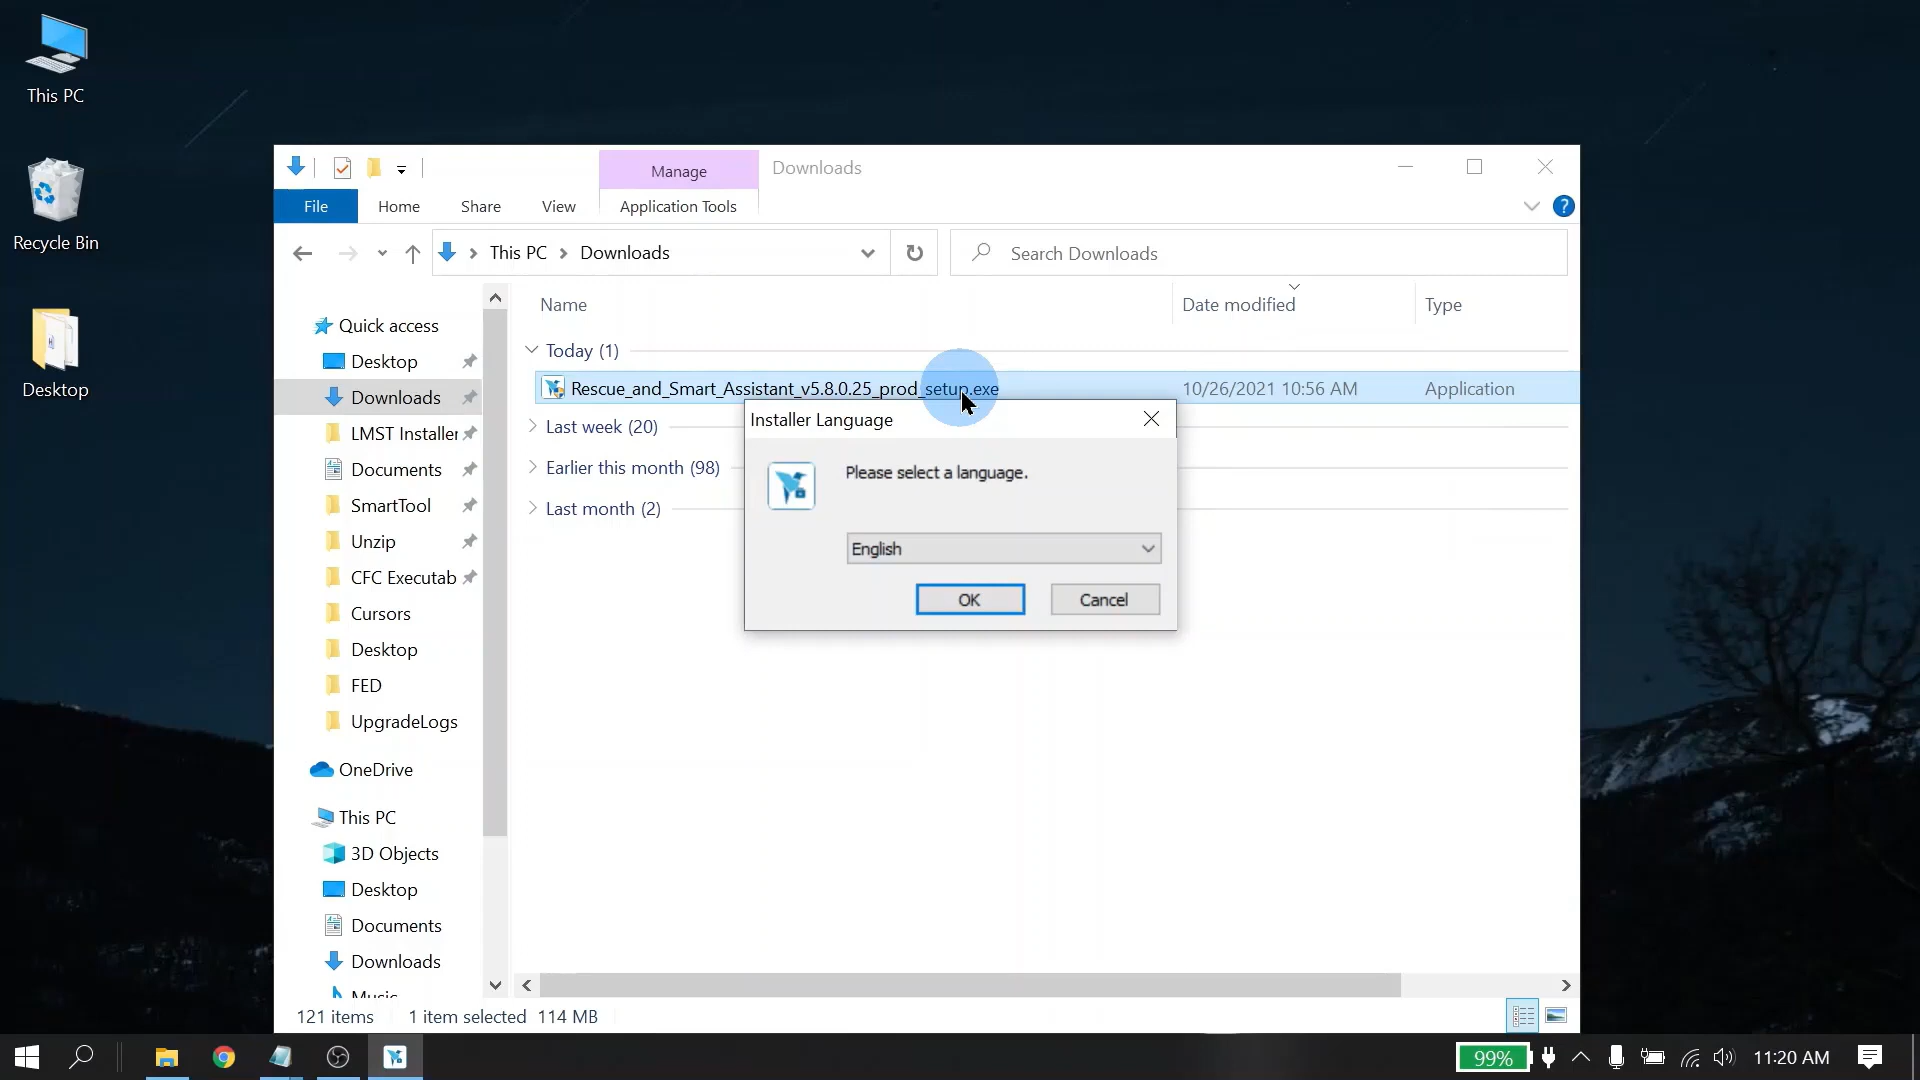 This PC
Recycle Bin
Desktop
Manage
Downloads
File
Home
Share
View
Application Tools
This PC
Downloads
Search Downloads
Name
Date modified
Type
Quick access
Desktop
Downloads
LMST Installer
Documents
SmartTool
Unzip
CFC Executab
Cursors
Desktop
FED
UpgradeLogs
OneDrive
This PC
3D Objects
Desktop
Documents
Downloads
Music
Today (1)
Rescue_and_Smart_Assistant_v5.8.0.25_prod_setup.exe
10/26/2021 10:56 AM
Application
Last week (20)
Earlier this month (98)
Last month (2)
Installer Language
Please select a language.
English
OK
Cancel
121 items
1 item selected 114 MB
99%
11:20 AM